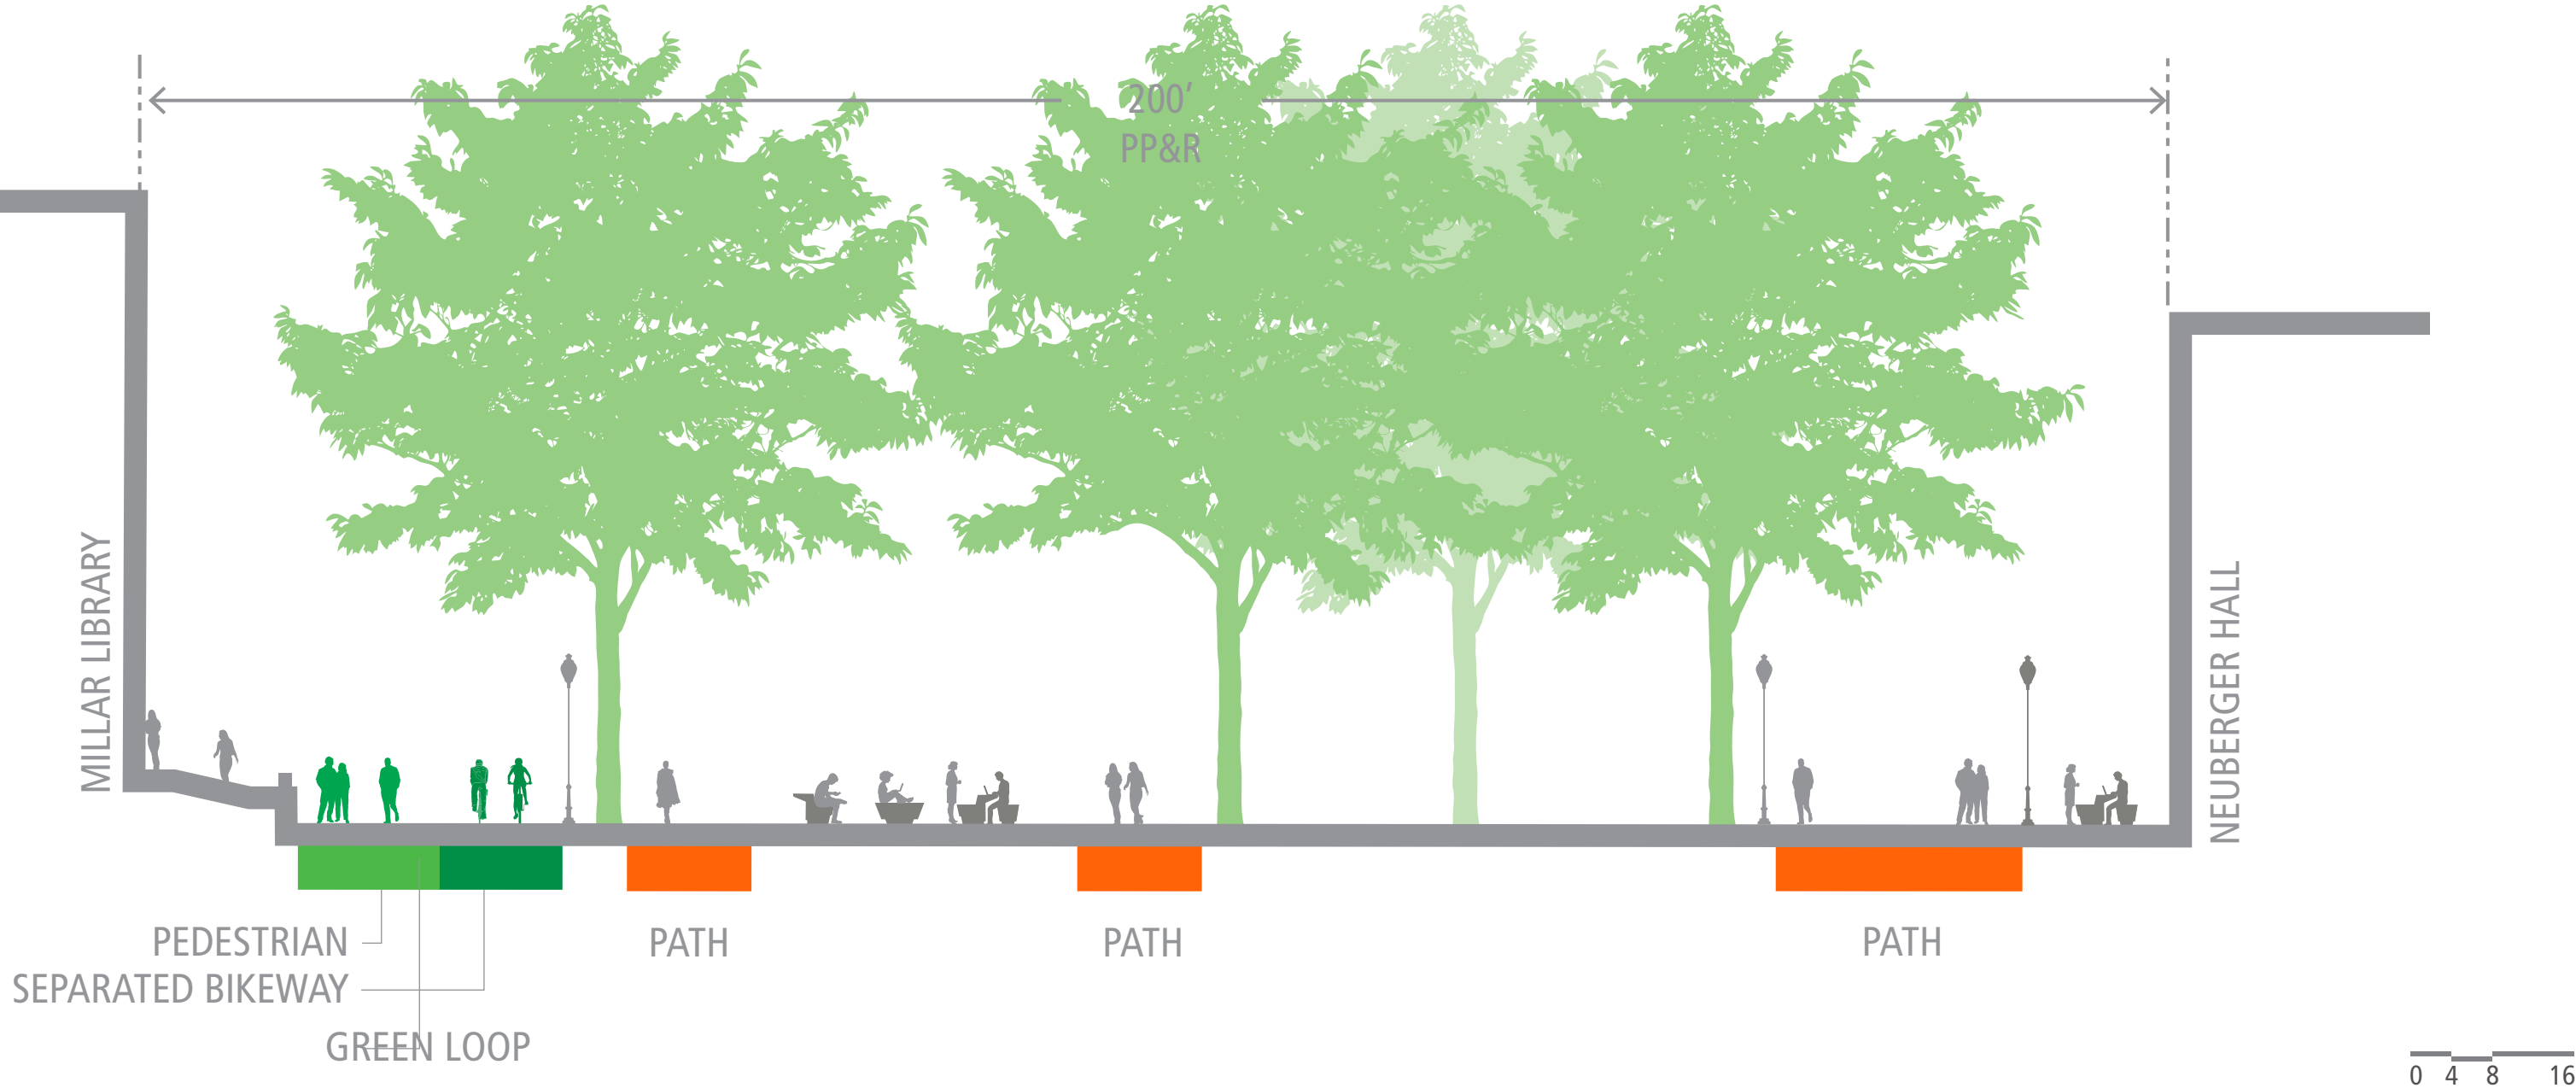 200’
PP&R
MILLAR LIBRARY
NEUBERGER HALL
PEDESTRIAN
SEPARATED BIKEWAY
GREEN LOOP
PATH
PATH
PATH
0 4 8 16